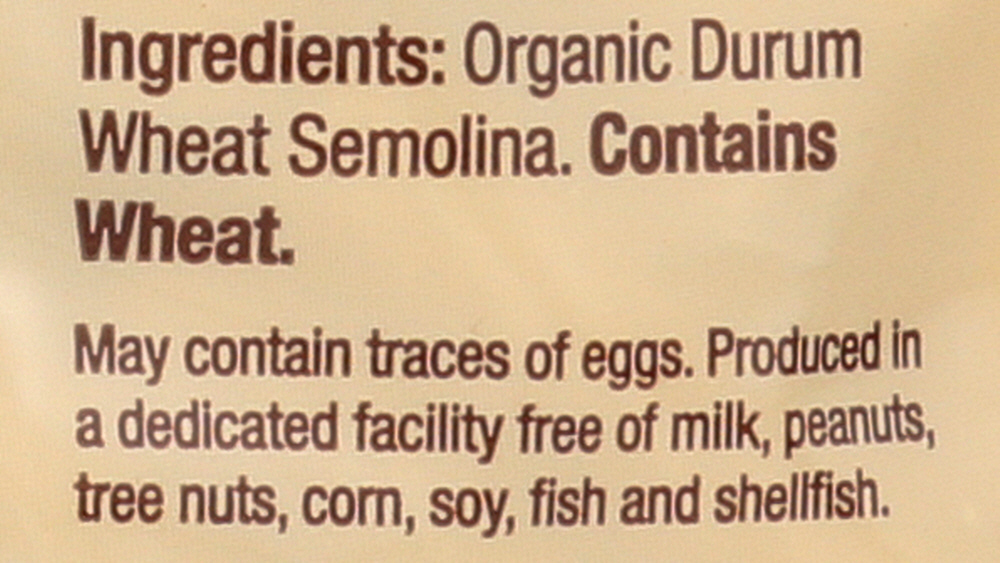 Ingredients: Organic Durum
Wheat Semolina. Contains
Wheat.
May contain traces of eggs. Produced in
a dedicated facility free of milk, peanuts,
tree nuts, corn, soy, fish and shellfish.